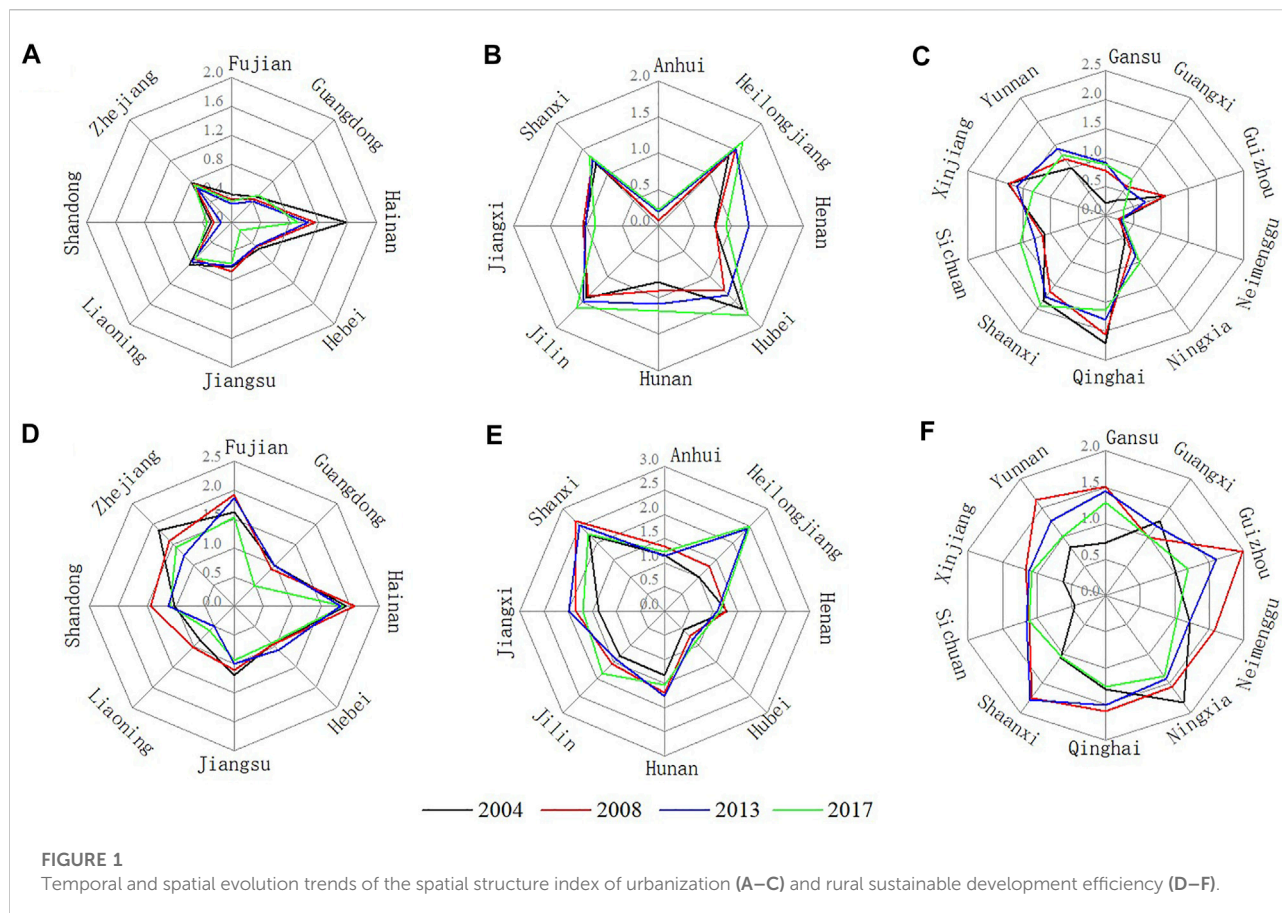 A
Fujian
Guangdong
Hainan
Hebei
Jiangsu
Liaoning
Shandong
Zhejiang
2.0
1.6
1.2
0.8
B
Anhui
Heilongjiang
Henan
Hubei
Hunan
Jilin
Jiangxi
Shanxi
2.0
1.5
1.0
0.5
0.0
C
Gansu
Guangxi
Guizhou
Neimenggu
Ningxia
Qinghai
Shaanxi
Sichuan
Xinjiang
Yunnan
2.5
2.0
1.5
1.0
0.5
0.0
D
Fujian
Guangdong
Hainan
Hebei
Jiangsu
Liaoning
Shandong
Zhejiang
2.5
2.0
1.5
1.0
0.5
0.0
E
Anhui
Heilongjiang
Henan
Hubei
Hunan
Jilin
Jiangxi
Shanxi
3.0
2.5
2.0
1.5
1.0
0.5
0.0
F
Gansu
Guangxi
Guizhou
Neimenggu
Ningxia
Qinghai
Shaanxi
Sichuan
Xinjiang
Yunnan
2.0
1.5
1.0
0.5
0.0
2004 2008 2013 2017
FIGURE 1
Temporal and spatial evolution trends of the spatial structure index of urbanization (A–C) and rural sustainable development efficiency (D–F).